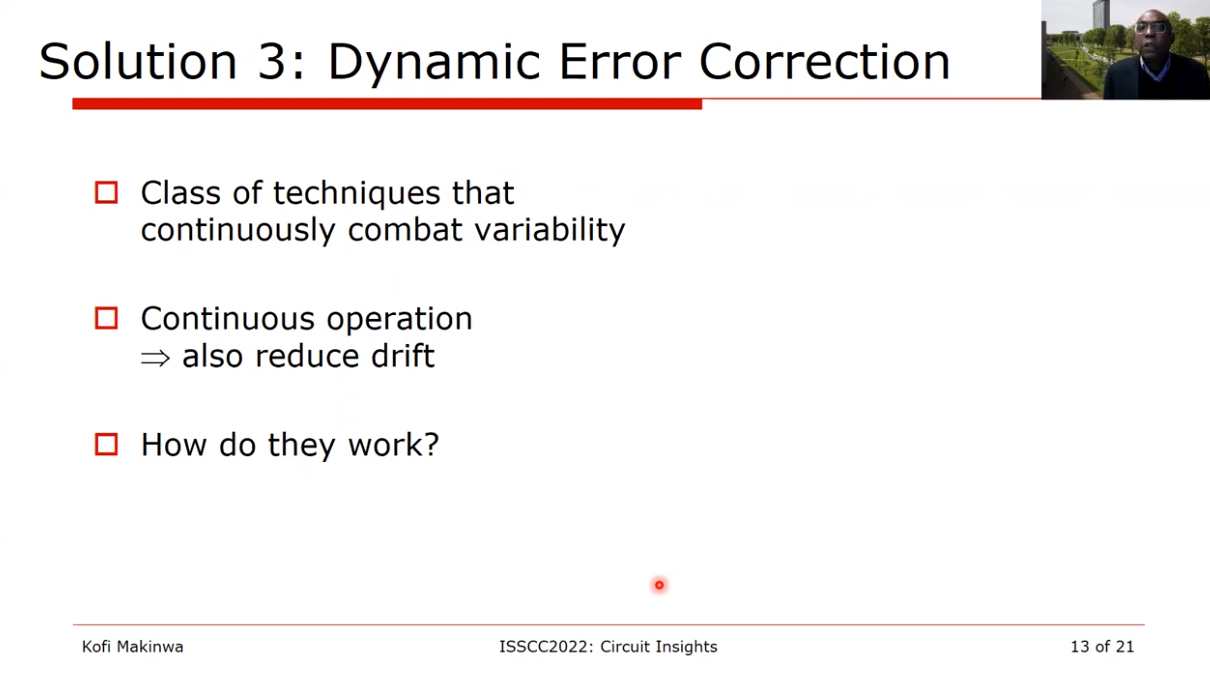 Solution 3: Dynamic Error Correction
Class of techniques that
continuously combat variability
Continuous operation
⇒ also reduce drift
How do they work?
Kofi Makinwa
ISSCC2022: Circuit Insights
13 of 21